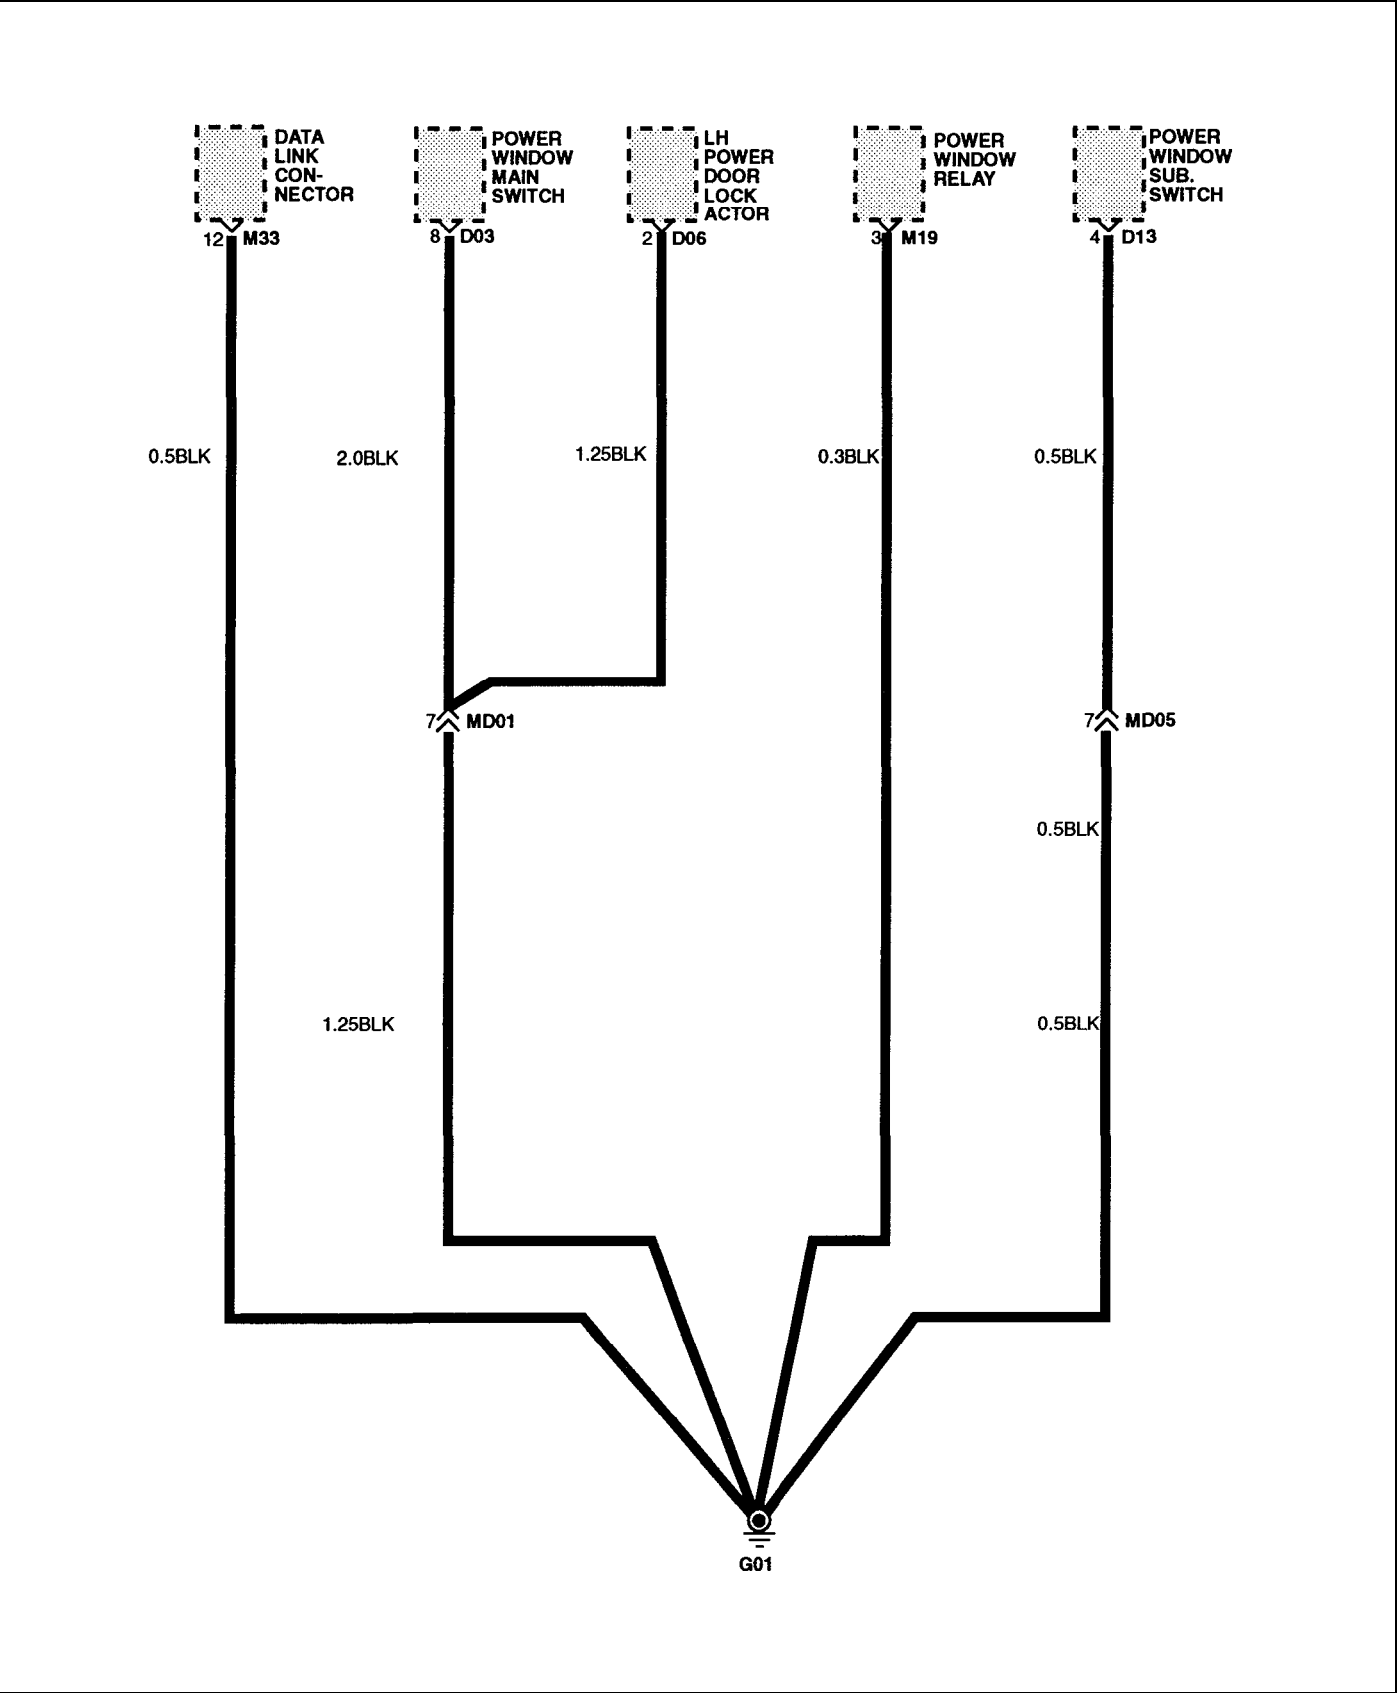 DATA
LINK
CON-
NECTOR
POWER
WINDOW
MAIN
SWITCH
LH
POWER
DOOR
LOCK
ACTOR
POWER
WINDOW
RELAY
POWER
WINDOW
SUB.
SWITCH
12 M33
8 D03
2 D06
3 M19
4 D13
0.5BLK
2.0BLK
1.25BLK
0.3BLK
0.5BLK
7 MD01
7 MD05
0.5BLK
1.25BLK
0.5BLK
G01